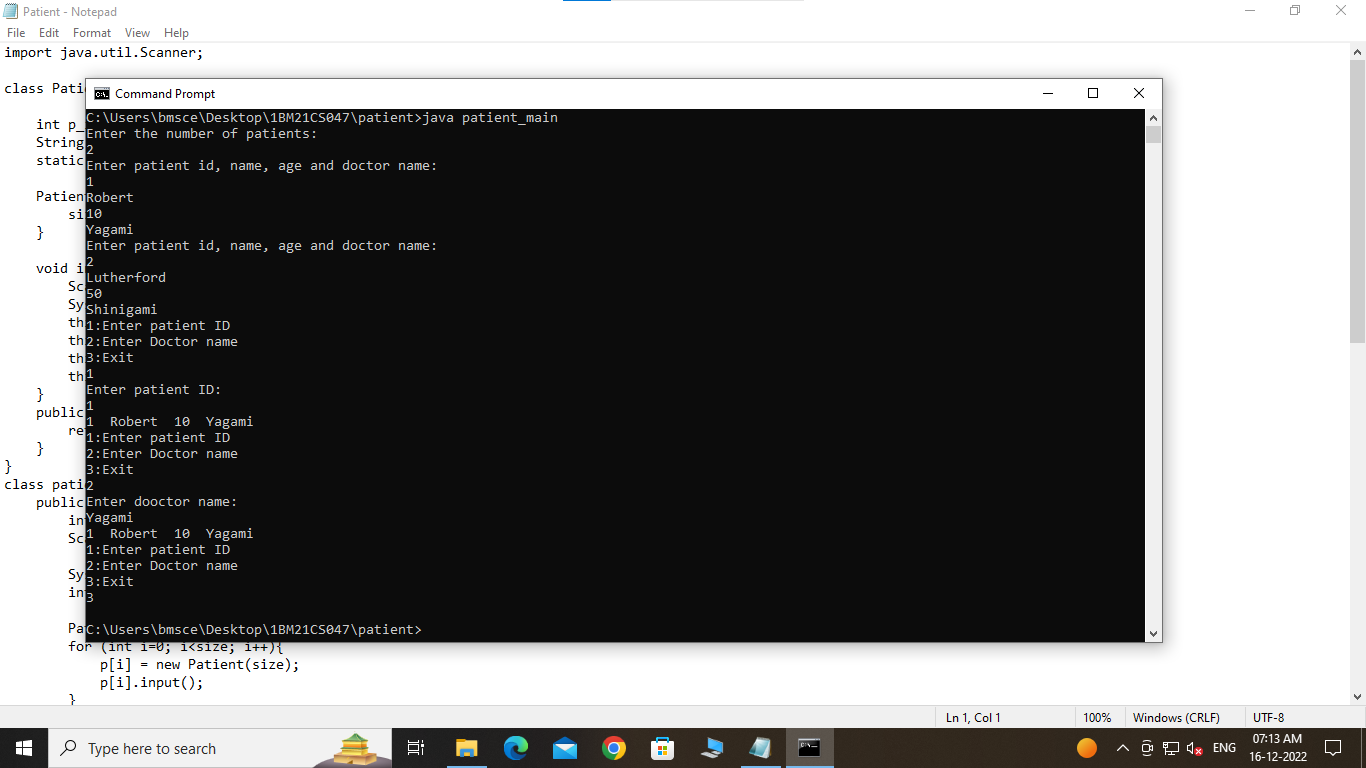 Patient - Notepad
File Edit Format View Help
import java.util.Scanner;
class Pati
int p_
String
static
Patien
si
}
void i
Sc
Sy
th
th
th
th
}
public
re
}
}
class pati
public
in
Sc
Sy
in
Pa
for (int i=0; i<size; i++){
p[i] = new Patient(size);
p[i].input();
}
Command Prompt
C:\Users\bmsce\Desktop\1BM21CS047\patient>java patient_main
Enter the number of patients:
2
Enter patient id, name, age and doctor name:
1
Robert
10
Yagami
Enter patient id, name, age and doctor name:
2
Lutherford
50
Shinigami
1:Enter patient ID
2:Enter Doctor name
3:Exit
1
Enter patient ID:
1
1  Robert  10  Yagami
1:Enter patient ID
2:Enter Doctor name
3:Exit
2
Enter dooctor name:
Yagami
1  Robert  10  Yagami
1:Enter patient ID
2:Enter Doctor name
3:Exit
3
C:\Users\bmsce\Desktop\1BM21CS047\patient>
Ln 1, Col 1 100% Windows (CRLF) UTF-8
Type here to search
ENG
07:13 AM
16-12-2022